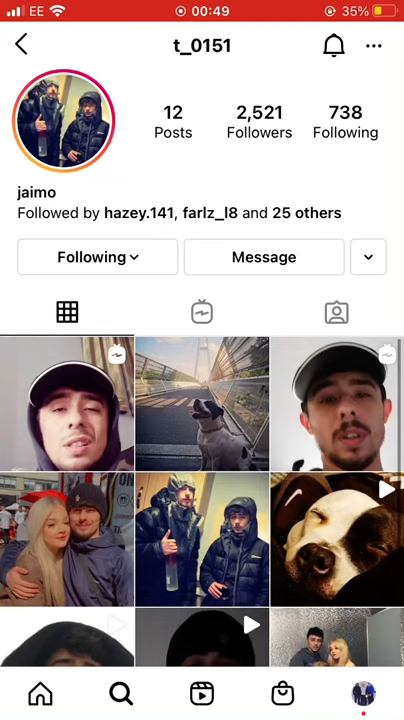 EE 00:49 35%
t_0151
12 2,521 738
Posts Followers Following
jaimo
Followed by hazey.141, farlz_l8 and 25 others
Following Message